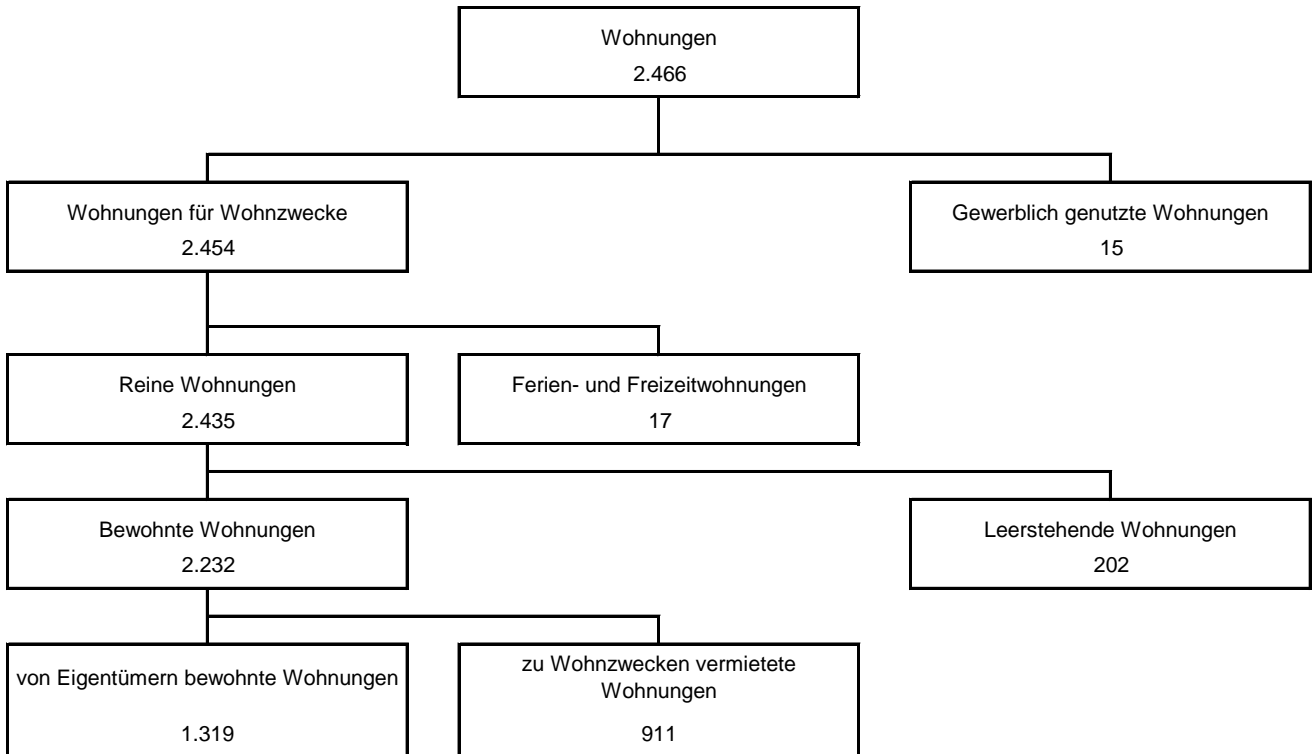 Wohnungen
2.466
Wohnungen für Wohnzwecke
2.454
Gewerblich genutzte Wohnungen
15
Reine Wohnungen
2.435
Ferien- und Freizeitwohnungen
17
Bewohnte Wohnungen
2.232
Leerstehende Wohnungen
202
von Eigentümern bewohnte Wohnungen
1.319
zu Wohnzwecken vermietete
Wohnungen
911